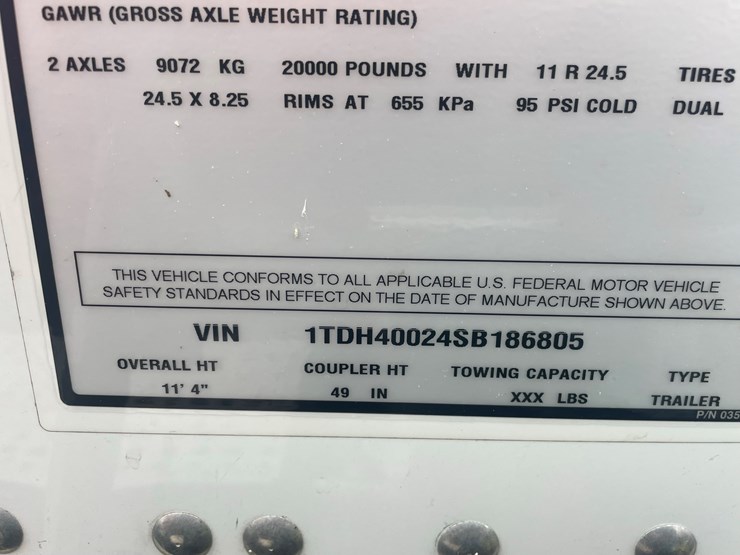 GAWR (GROSS AXLE WEIGHT RATING)
2 AXLES 9072 KG 20000 POUNDS WITH 11 R 24.5 TIRES
24.5 X 8.25 RIMS AT 655 KPa 95 PSI COLD DUAL
THIS VEHICLE CONFORMS TO ALL APPLICABLE U.S. FEDERAL MOTOR VEHICLE
SAFETY STANDARDS IN EFFECT ON THE DATE OF MANUFACTURE SHOWN ABOVE.
VIN 1TDH40024SB186805
OVERALL HT COUPLER HT TOWING CAPACITY TYPE
11' 4" 49 IN XXX LBS TRAILER
P/N 035